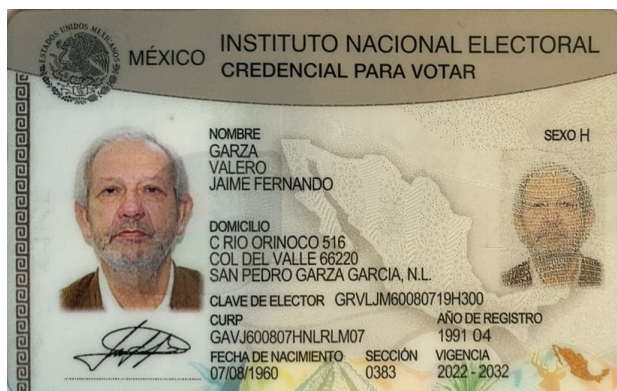 ESTADOS UNIDOS MEXICANOS
MÉXICO
INSTITUTO NACIONAL ELECTORAL
CREDENCIAL PARA VOTAR
NOMBRE
SEXO H
GARZA
VALERO
JAIME FERNANDO
DOMICILIO
C RIO ORINOCO 516
COL DEL VALLE 66220
SAN PEDRO GARZA GARCIA, N.L.
CLAVE DE ELECTOR GRVLJM60080719H300
CURP
AÑO DE REGISTRO
GAVJ600807HNLRLM07
1991 04
FECHA DE NACIMIENTO SECCIÓN VIGENCIA
07/08/1960 0383 2022 - 2032